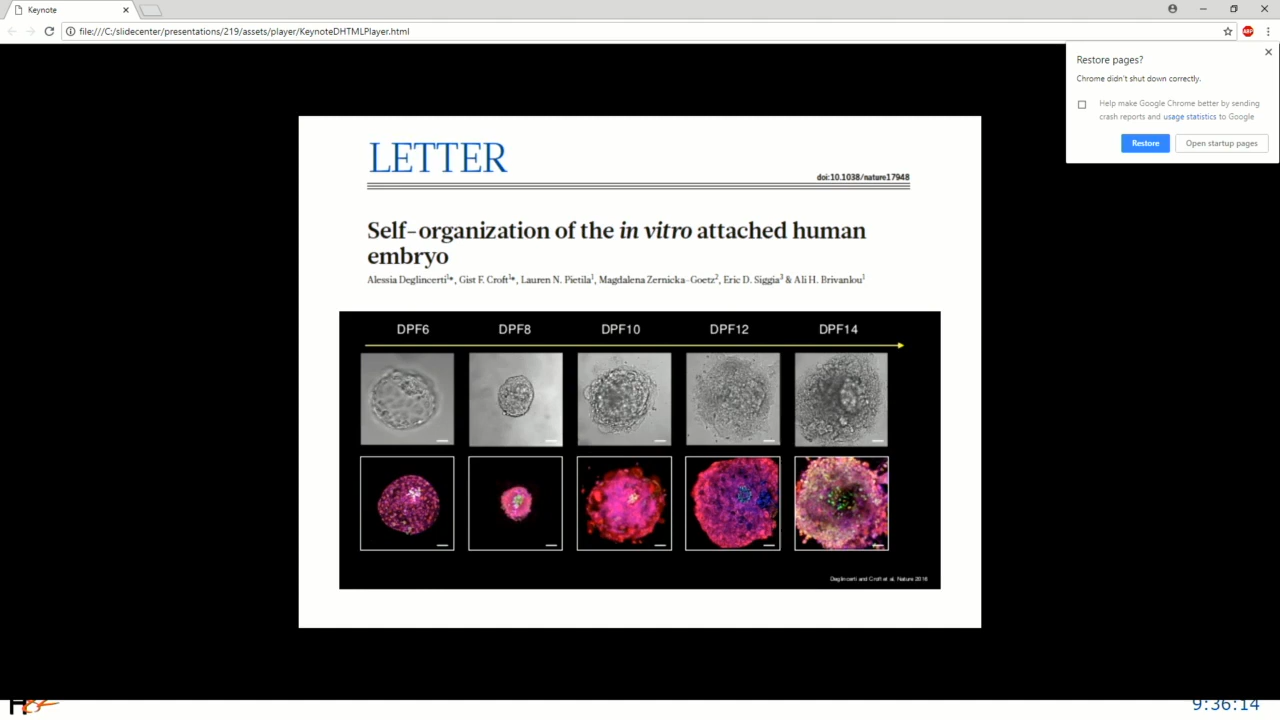 Keynote
file:///C:/slidecenter/presentations/219/assets/player/KeynoteDHTMLPlayer.html
ABP
Restore pages?
Chrome didn't shut down correctly.
Help make Google Chrome better by sending
crash reports and usage statistics to Google
Restore
Open startup pages
LETTER
doi:10.1038/nature17948
Self-organization of the in vitro attached human
embryo
Alessia Deglincerti1*, Gist F. Croft1*, Lauren N. Pietila1, Magdalena Zernicka-Goetz2, Eric D. Siggia3 & Ali H. Brivanlou1
DPF6 DPF8 DPF10 DPF12 DPF14
Deglincerti and Croft et al. Nature 2016
9:36:14